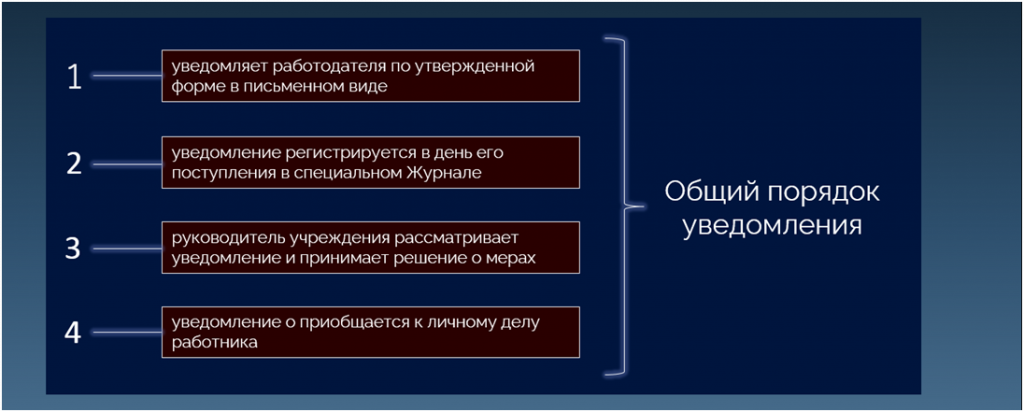 1
уведомляет работодателя по утвержденной
форме в письменном виде
2
уведомление регистрируется в день его
поступления в специальном Журнале
3
руководитель учреждения рассматривает
уведомление и принимает решение о мерах
4
уведомление о приобщается к личному делу
работника
Общий порядок
уведомления